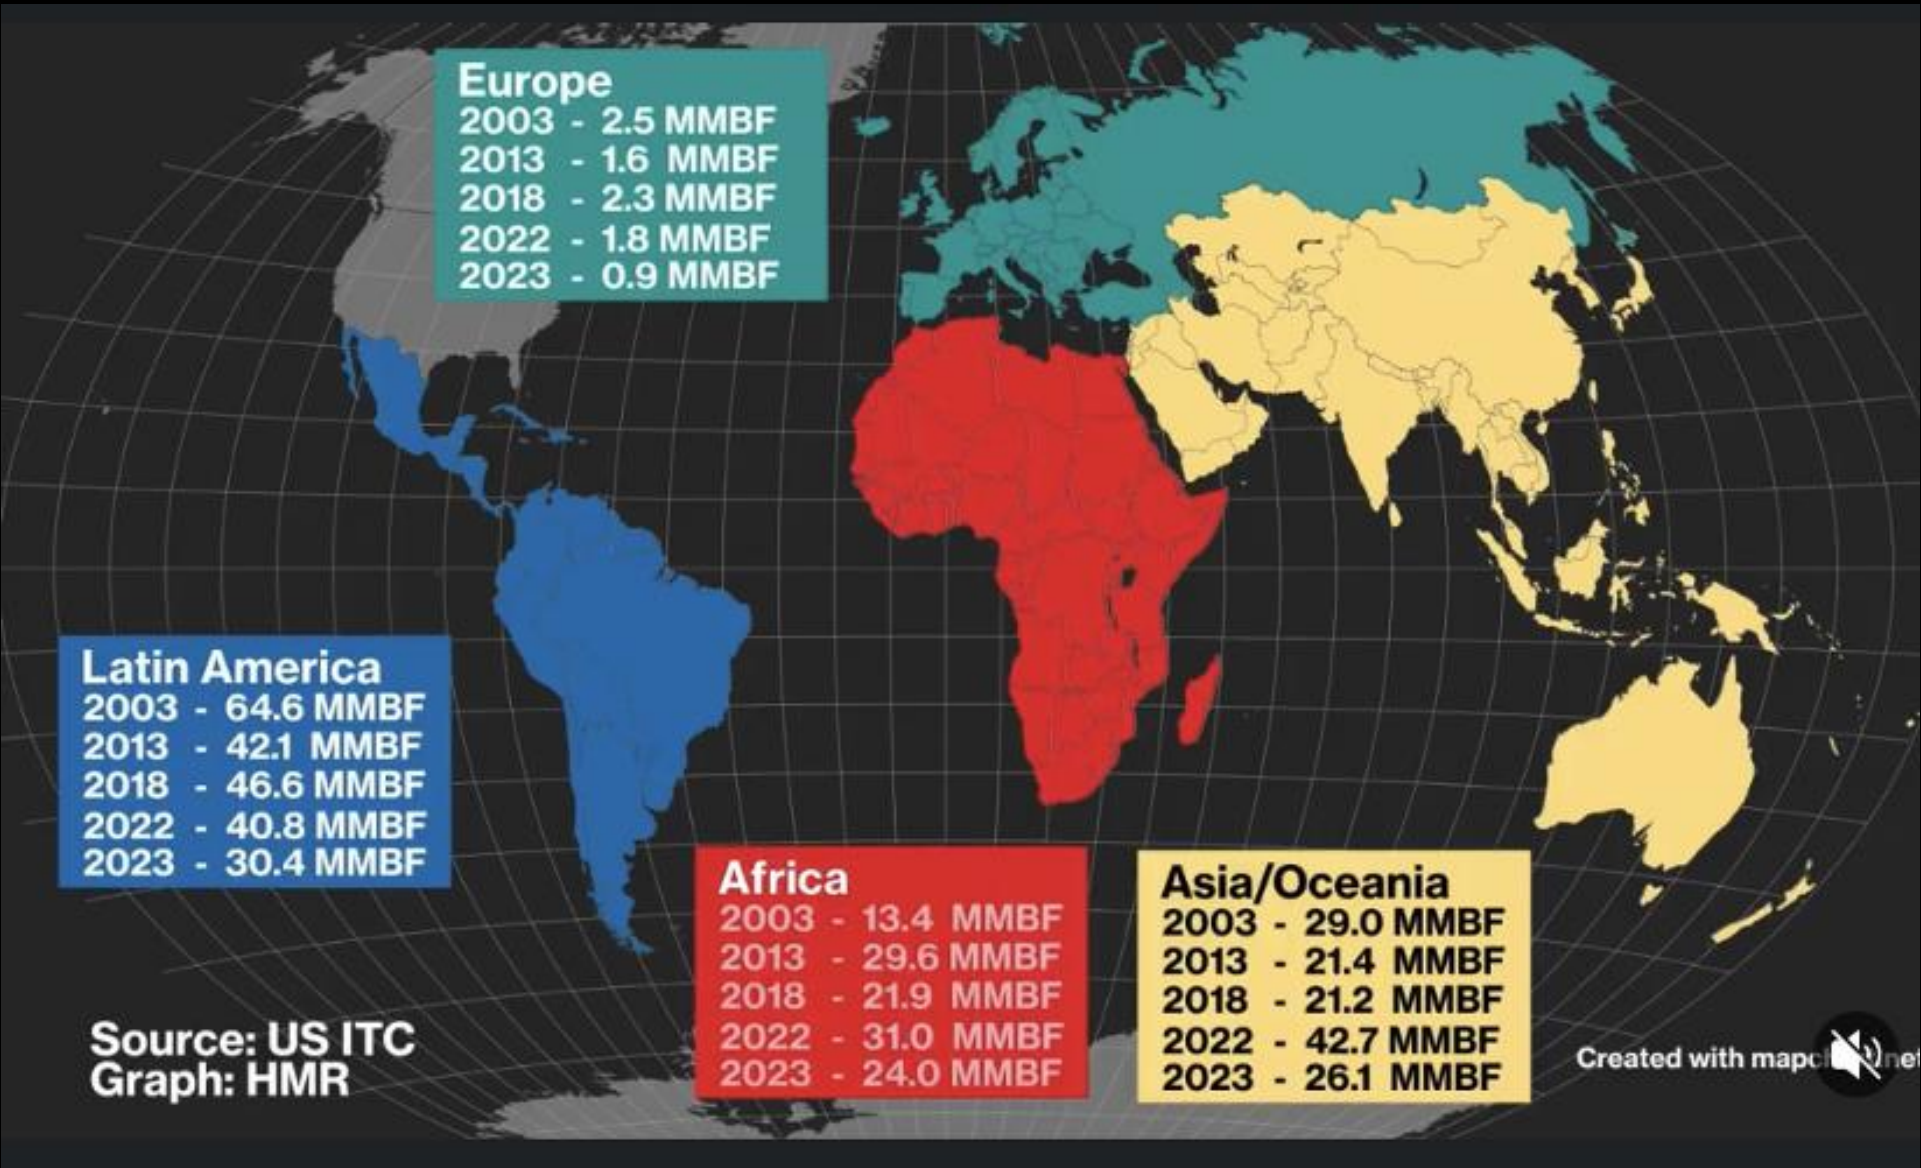 Europe
2003 - 2.5 MMBF
2013 - 1.6 MMBF
2018 - 2.3 MMBF
2022 - 1.8 MMBF
2023 - 0.9 MMBF
Latin America
2003 - 64.6 MMBF
2013 - 42.1 MMBF
2018 - 46.6 MMBF
2022 - 40.8 MMBF
2023 - 30.4 MMBF
Africa
2003 - 13.4 MMBF
2013 - 29.6 MMBF
2018 - 21.9 MMBF
2022 - 31.0 MMBF
2023 - 24.0 MMBF
Asia/Oceania
2003 - 29.0 MMBF
2013 - 21.4 MMBF
2018 - 21.2 MMBF
2022 - 42.7 MMBF
2023 - 26.1 MMBF
Source: US ITC
Graph: HMR
Created with